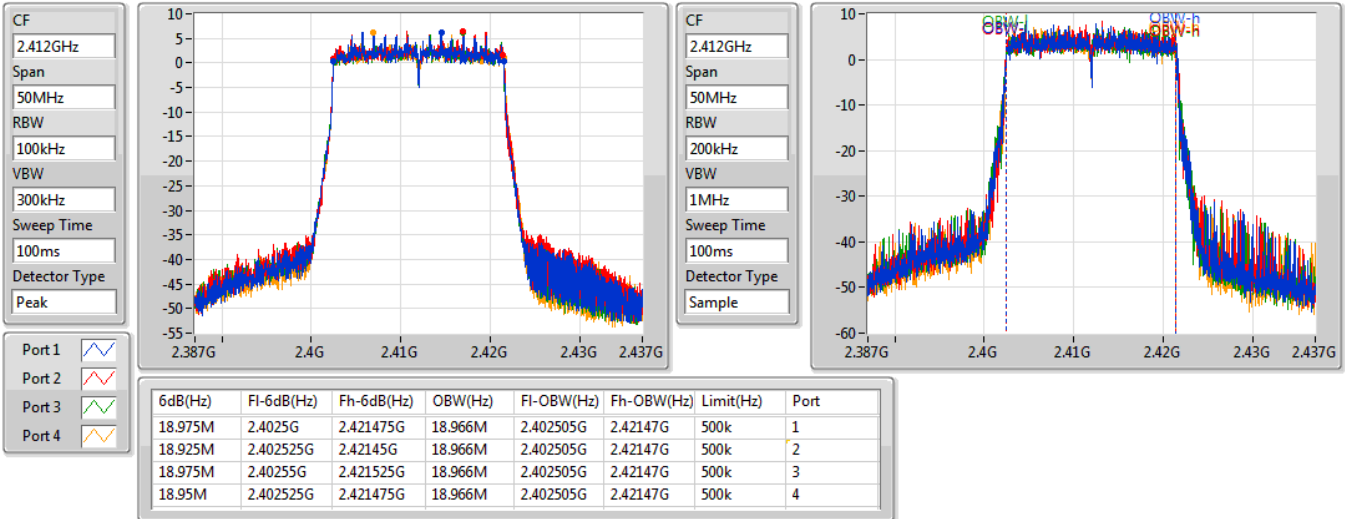 CF
2.412GHz
Span
50MHz
RBW
100kHz
VBW
300kHz
Sweep Time
100ms
Detector Type
Peak
10
5
0
-5
-10
-15
-20
-25
-30
-35
-40
-45
-50
-55
2.387G 2.4G 2.41G 2.42G 2.43G 2.437G
CF
2.412GHz
Span
50MHz
RBW
200kHz
VBW
1MHz
Sweep Time
100ms
Detector Type
Sample
10
0
-10
-20
-30
-40
-50
-60
OBW-l OBW-h
OBW-l OBW-h
2.387G 2.4G 2.41G 2.42G 2.43G 2.437G
Port 1
Port 2
Port 3
Port 4
6dB(Hz) Fl-6dB(Hz) Fh-6dB(Hz) OBW(Hz) Fl-OBW(Hz) Fh-OBW(Hz) Limit(Hz) Port
18.975M 2.4025G 2.421475G 18.966M 2.402505G 2.42147G 500k 1
18.925M 2.402525G 2.42145G 18.966M 2.402505G 2.42147G 500k 2
18.975M 2.40255G 2.421525G 18.966M 2.402505G 2.42147G 500k 3
18.95M 2.402525G 2.421475G 18.966M 2.402505G 2.42147G 500k 4